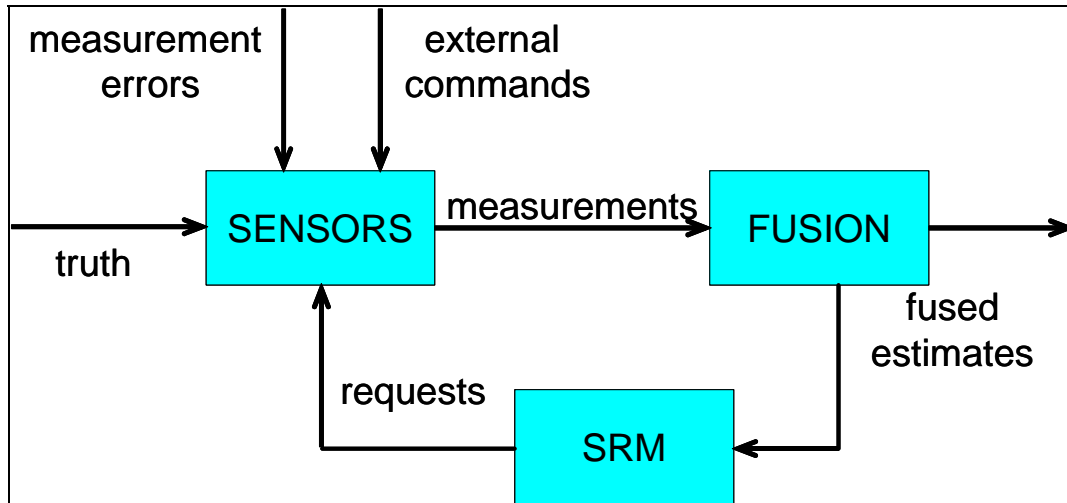 measurement
errors
external
commands
SENSORS
measurements
FUSION
truth
fused
estimates
requests
SRM